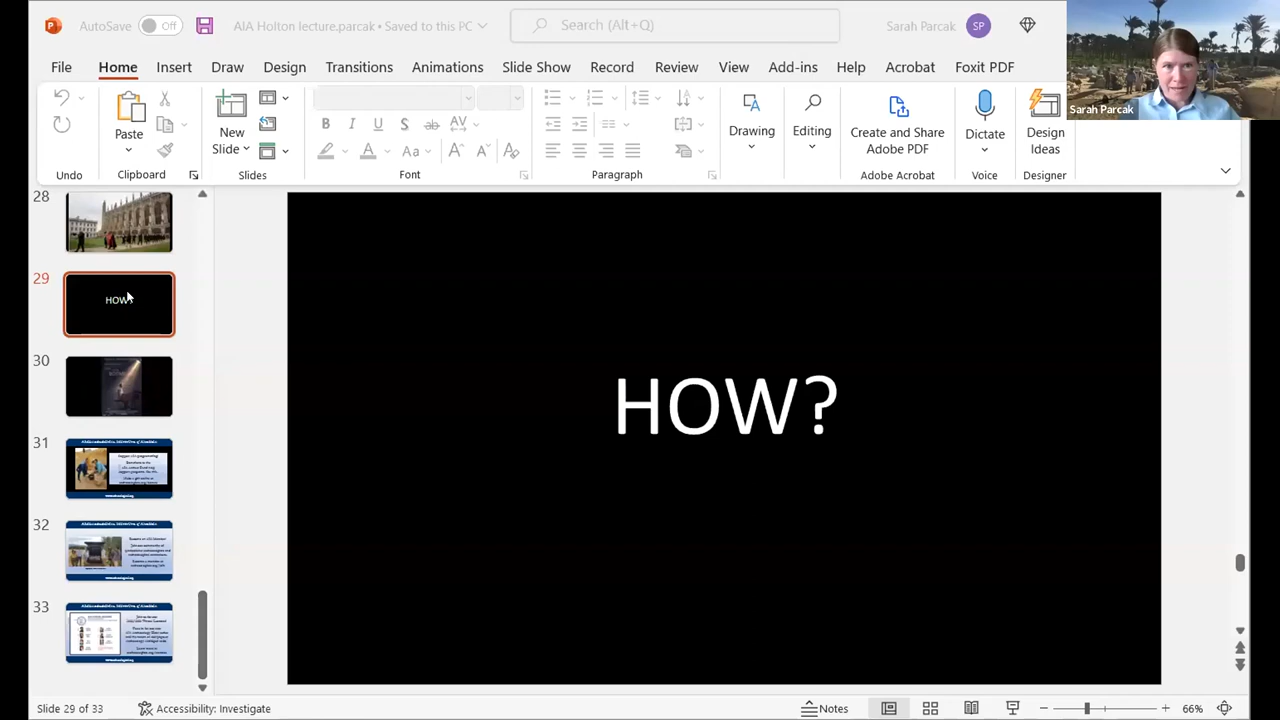 AutoSave Off AIA Holton lecture.parcak • Saved to this PC Search (Alt+Q) Sarah Parcak SP
File Home Insert Draw Design Transitions Animations Slide Show Record Review View Add-ins Help Acrobat Foxit PDF
Sarah Parcak
Paste
New
Slide
B I U S ab AV
A Aa A A A
Drawing
Editing
Create and Share
Adobe PDF
Dictate
Design
Ideas
Undo Clipboard Slides Font Paragraph Adobe Acrobat Voice Designer
28
29
HOW?
30
31
32
33
HOW?
Slide 29 of 33 Accessibility: Investigate Notes 66%